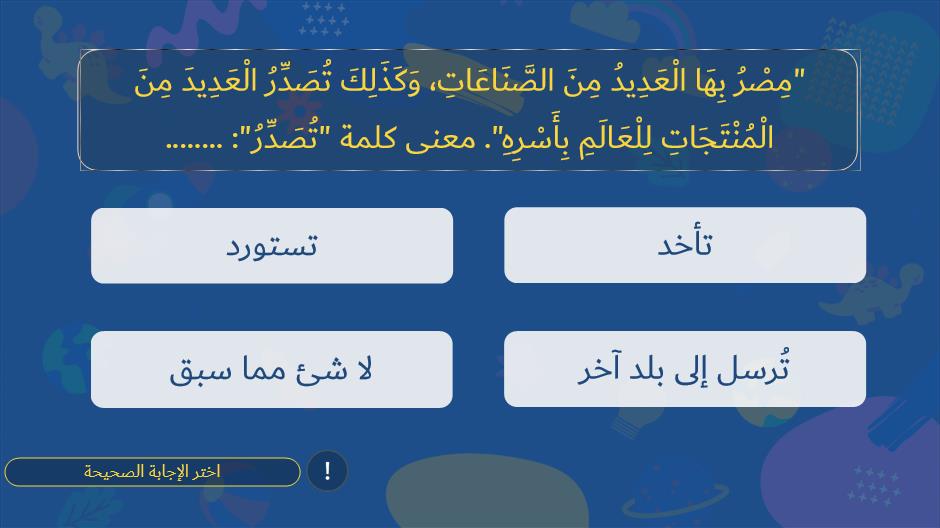 "مِصْرُ بِهَا الْعَدِيدُ مِنَ الصَّنَاعَاتِ، وَكَذَلِكَ تُصَدِّرُ الْعَدِيدَ مِنَ
الْمُنْتَجَاتِ لِلْعَالَمِ بِأَسْرِهِ". معنى كلمة "تُصَدِّرُ": ........
تأخد
تستورد
تُرسل إلى بلد آخر
لا شئ مما سبق
!
اختر الإجابة الصحيحة